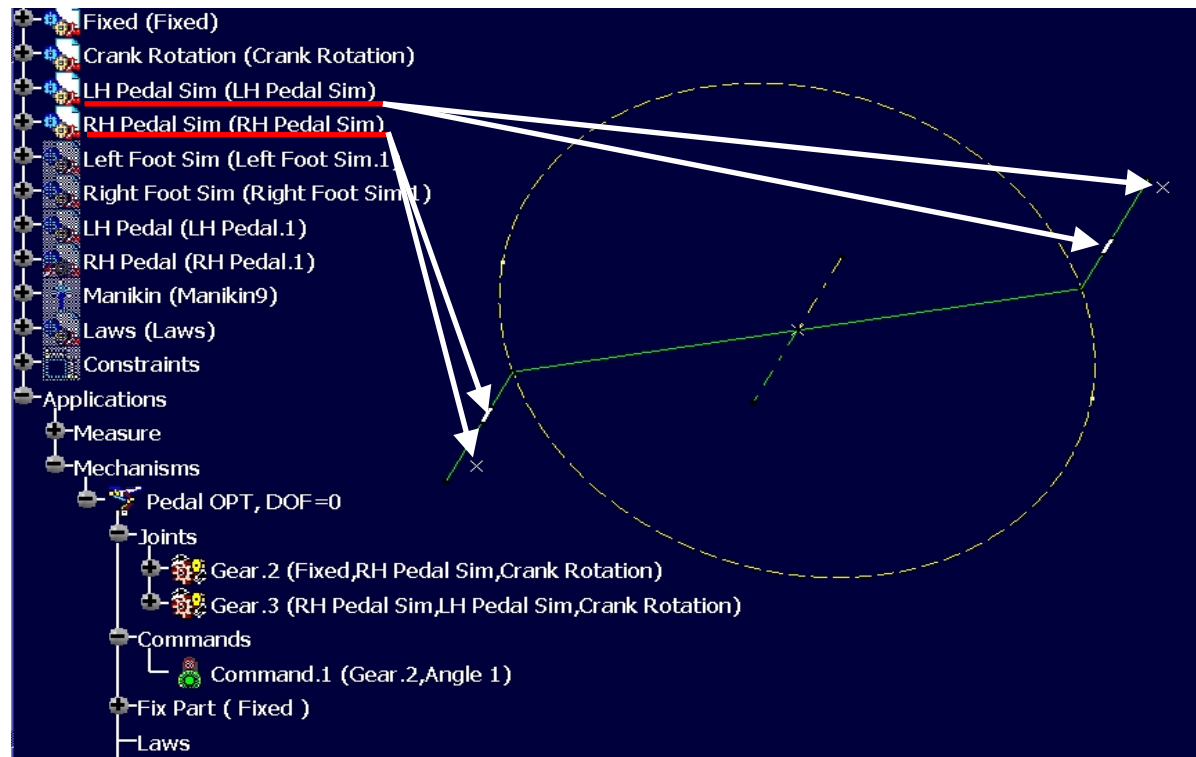 Fixed (Fixed)
Crank Rotation (Crank Rotation)
LH Pedal Sim (LH Pedal Sim)
RH Pedal Sim (RH Pedal Sim)
Left Foot Sim (Left Foot Sim.1)
Right Foot Sim (Right Foot Sim.1)
LH Pedal (LH Pedal.1)
RH Pedal (RH Pedal.1)
Manikin (Manikin9)
Laws (Laws)
Constraints
Applications
Measure
Mechanisms
Pedal OPT, DOF=0
Joints
Gear.2 (Fixed,RH Pedal Sim,Crank Rotation)
Gear.3 (RH Pedal Sim,LH Pedal Sim,Crank Rotation)
Commands
Command.1 (Gear.2,Angle 1)
Fix Part ( Fixed )
Laws